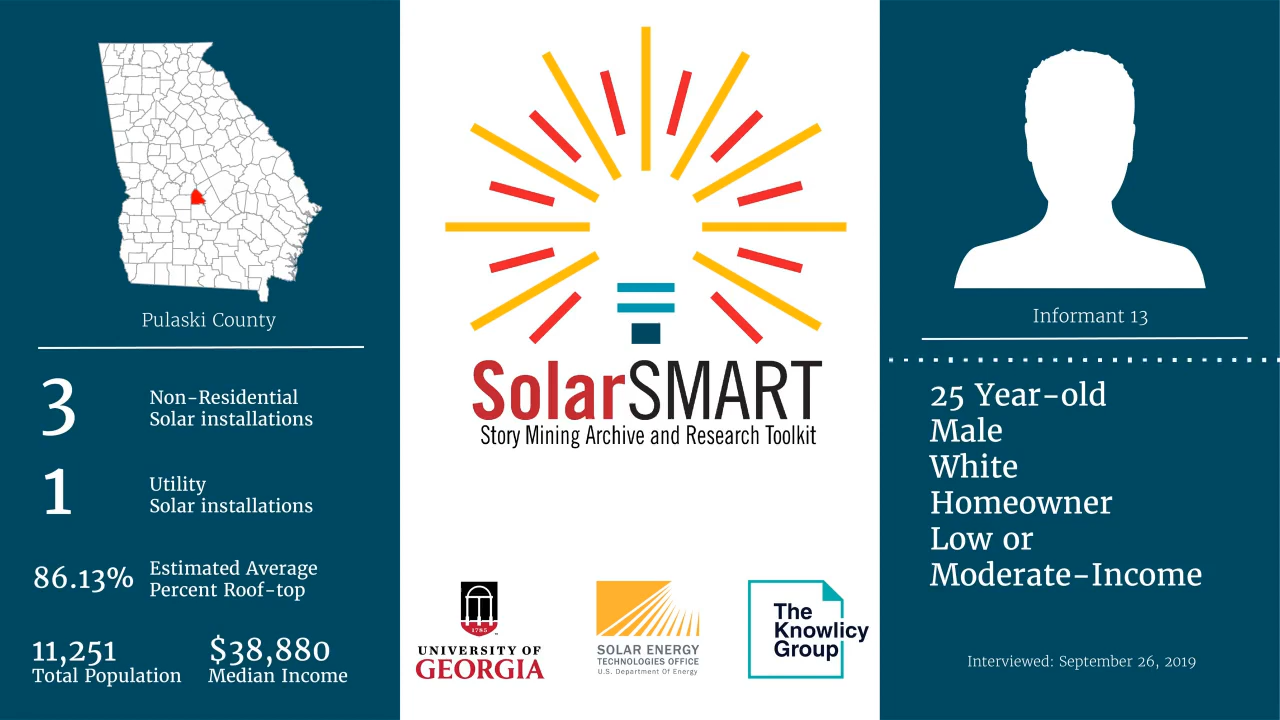 Pulaski County
3
Non-Residential
Solar installations
1
Utility
Solar installations
86.13%
Estimated Average
Percent Roof-top
11,251
Total Population
$38,880
Median Income
SolarSMART
Story Mining Archive and Research Toolkit
1785
UNIVERSITY OF
GEORGIA
SOLAR ENERGY
TECHNOLOGIES OFFICE
U.S. Department Of Energy
The
Knowlicy
Group
Informant 13
25 Year-old
Male
White
Homeowner
Low or
Moderate-Income
Interviewed: September 26, 2019